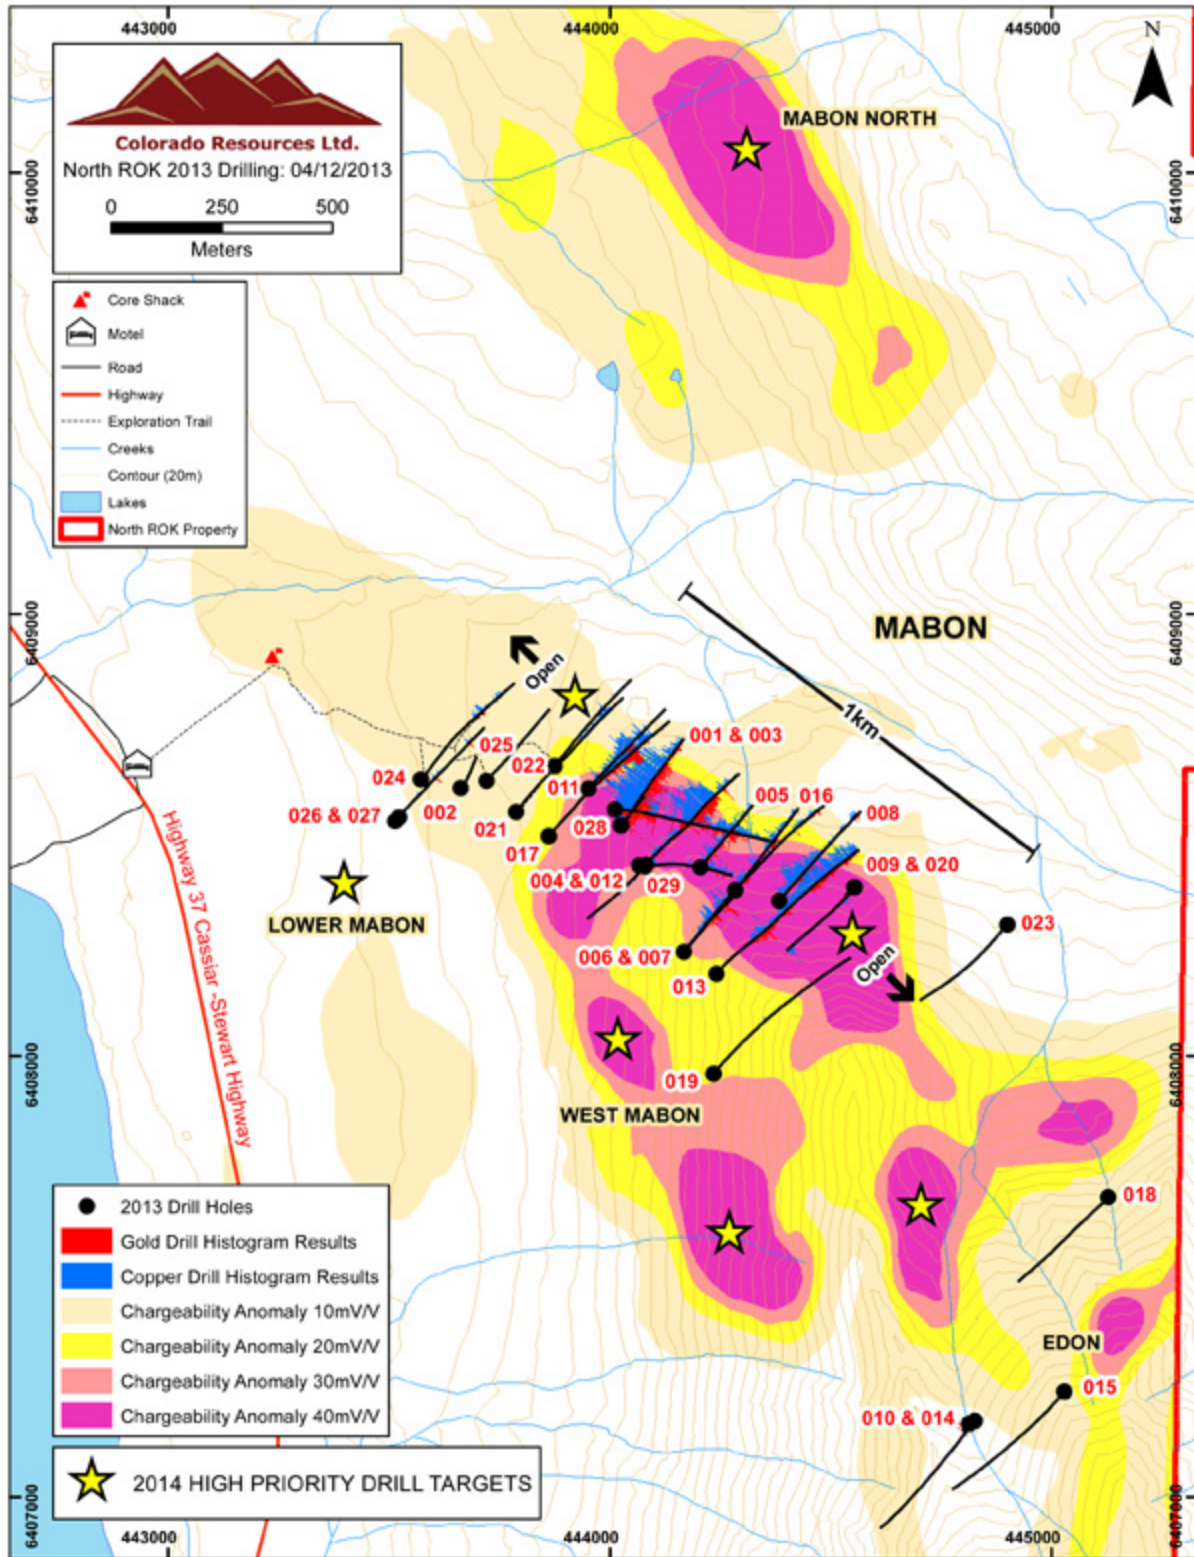 443000
444000
445000
N
Colorado Resources Ltd.
North ROK 2013 Drilling: 04/12/2013
0 250 500
Meters
6410000
6410000
MABON NORTH
Core Shack
Motel
Road
Highway
Exploration Trail
Creeks
Contour (20m)
Lakes
North ROK Property
6409000
6409000
MABON
Open
1km
001 & 003
025
022
024
011
005 016
002
008
026 & 027
021
028
017
009 & 020
004 & 012
029
LOWER MABON
023
006 & 007
Open
013
Highway 37 Cassiar -Stewart Highway
6408000
6408000
019
WEST MABON
018
2013 Drill Holes
Gold Drill Histogram Results
Copper Drill Histogram Results
Chargeability Anomaly 10mV/V
Chargeability Anomaly 20mV/V
Chargeability Anomaly 30mV/V
Chargeability Anomaly 40mV/V
EDON
015
010 & 014
2014 HIGH PRIORITY DRILL TARGETS
6407000
6407000
443000
444000
445000